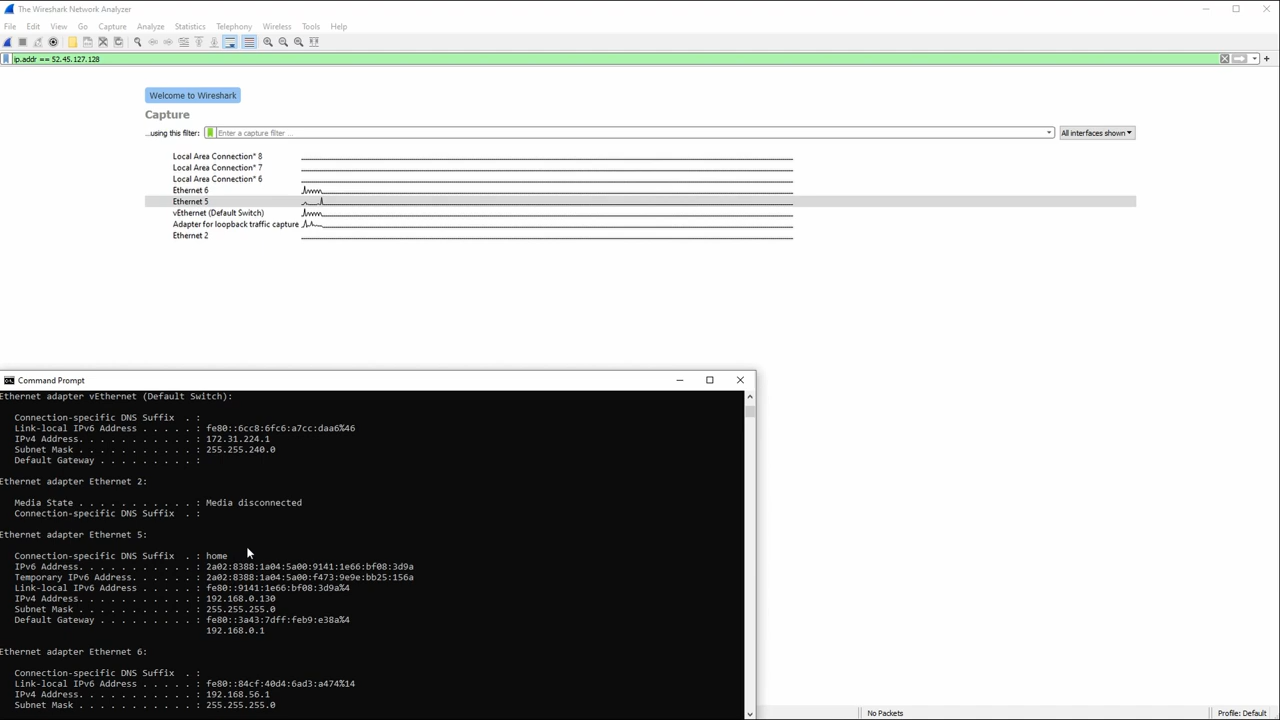 The Wireshark Network Analyzer
File Edit View Go Capture Analyze Statistics Telephony Wireless Tools Help
ip.addr == 52.45.127.128
Welcome to Wireshark
Capture
...using this filter: Enter a capture filter ... All interfaces shown
Local Area Connection* 8
Local Area Connection* 7
Local Area Connection* 6
Ethernet 6
Ethernet 5
vEthernet (Default Switch)
Adapter for loopback traffic capture
Ethernet 2
Command Prompt
Ethernet adapter vEthernet (Default Switch):
Connection-specific DNS Suffix . :
Link-local IPv6 Address . . . . . : fe80::6cc8:6fc6:a7cc:daa6%46
IPv4 Address. . . . . . . . . . . : 172.31.224.1
Subnet Mask . . . . . . . . . . . : 255.255.240.0
Default Gateway . . . . . . . . . :
Ethernet adapter Ethernet 2:
Media State . . . . . . . . . . . : Media disconnected
Connection-specific DNS Suffix . :
Ethernet adapter Ethernet 5:
Connection-specific DNS Suffix . : home
IPv6 Address. . . . . . . . . . . : 2a02:8388:1a04:5a00:9141:1e66:bf08:3d9a
Temporary IPv6 Address. . . . . . : 2a02:8388:1a04:5a00:f473:9e9e:bb25:156a
Link-local IPv6 Address . . . . . : fe80::9141:1e66:bf08:3d9a%4
IPv4 Address. . . . . . . . . . . : 192.168.0.130
Subnet Mask . . . . . . . . . . . : 255.255.255.0
Default Gateway . . . . . . . . . : fe80::3a43:7dff:feb9:e38a%4
192.168.0.1
Ethernet adapter Ethernet 6:
Connection-specific DNS Suffix . :
Link-local IPv6 Address . . . . . : fe80::84cf:40d4:6ad3:a474%14
IPv4 Address. . . . . . . . . . . : 192.168.56.1
Subnet Mask . . . . . . . . . . . : 255.255.255.0
No Packets Profile: Default